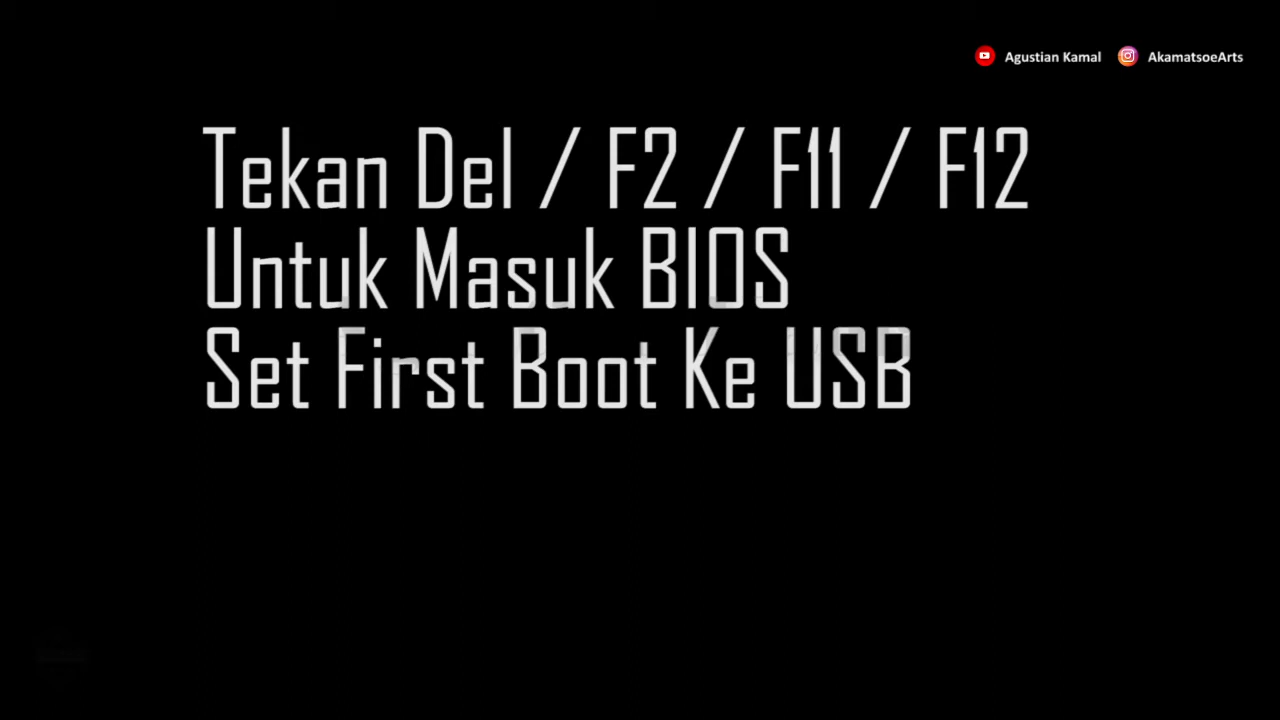 Agustian Kamal AkamatsoeArts
Tekan Del / F2 / F11 / F12
Untuk Masuk BIOS
Set First Boot Ke USB